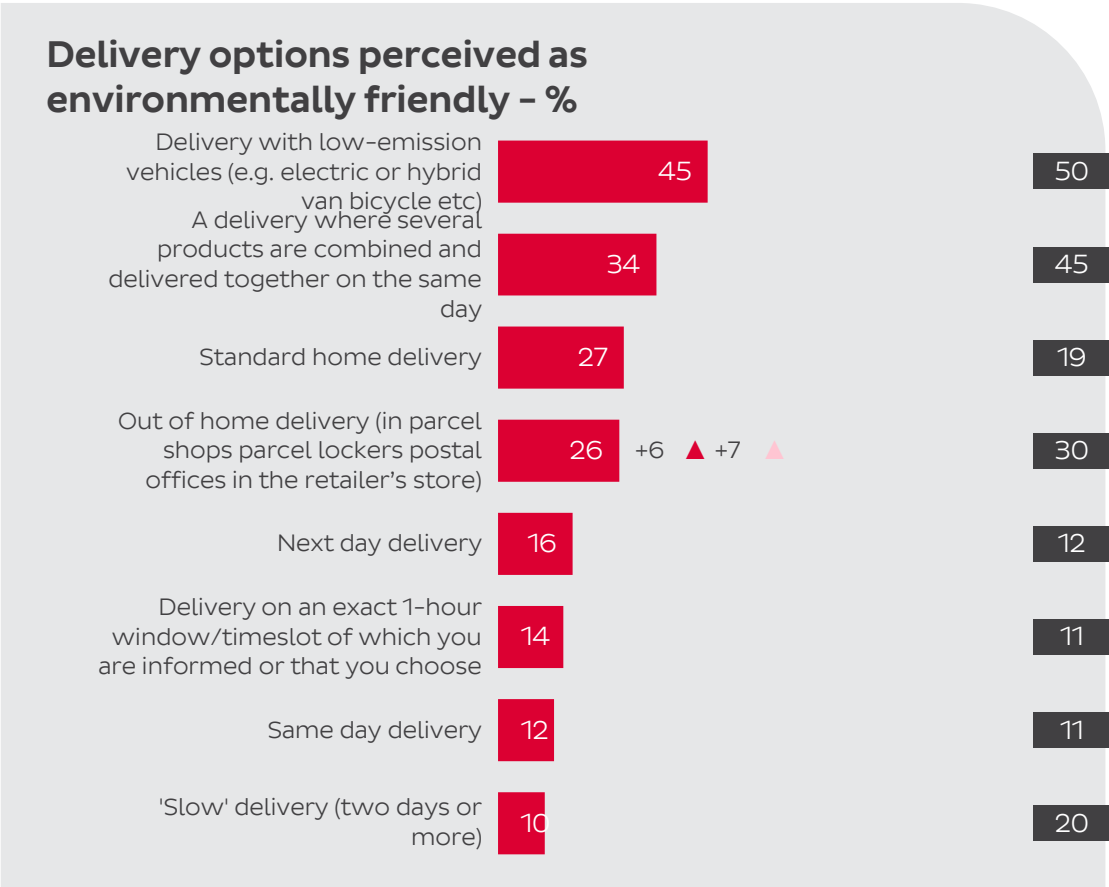 Delivery options perceived as
environmentally friendly - %
Delivery with low-emission
vehicles (e.g. electric or hybrid
van bicycle etc)
45
50
A delivery where several
products are combined and
delivered together on the same
day
34
45
Standard home delivery
27
19
Out of home delivery (in parcel
shops parcel lockers postal
offices in the retailer's store)
26 +6 ▲ +7 ▲
30
Next day delivery
16
12
Delivery on an exact 1-hour
window/timeslot of which you
are informed or that you choose
14
11
Same day delivery
12
11
'Slow' delivery (two days or
more)
10
20